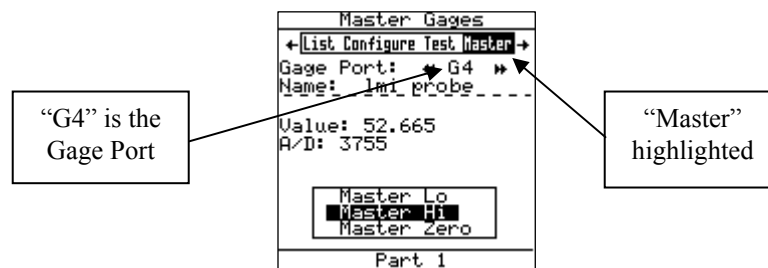 Master Gages
List Configure Test Master
Gage Port: G4
Name: lmi probe
Value: 52.665
A/D: 3755
Master Lo
Master Hi
Master Zero
Part 1
“G4” is the
Gage Port
“Master”
highlighted